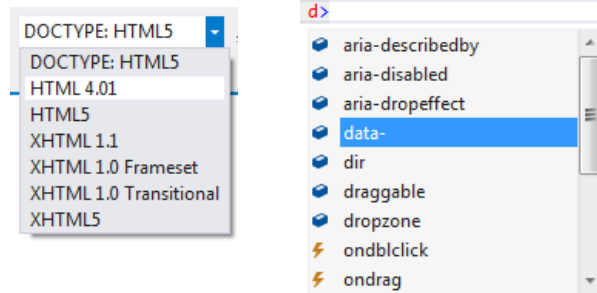 DOCTYPE: HTML5
DOCTYPE: HTML5
HTML 4.01
HTML5
XHTML 1.1
XHTML 1.0 Frameset
XHTML 1.0 Transitional
XHTML5
d>
aria-describedby
aria-disabled
aria-dropeffect
data-
dir
draggable
dropzone
ondblclick
ondrag